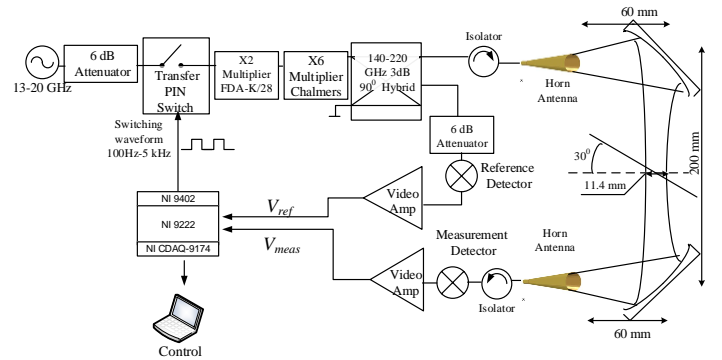 13-20 GHz
6 dB
Attenuator
Transfer
PIN
Switch
X2
Multiplier
FDA-K/28
X6
Multiplier
Chalmers
140-220
GHz 3dB
90⁰ Hybrid
Isolator
Horn
Antenna
60 mm
200 mm
30⁰
11.4 mm
Switching
waveform
100Hz-5 kHz
6 dB
Attenuator
Reference
Detector
Video
Amp
V_ref
NI 9402
NI 9222
NI CDAQ-9174
V_meas
Measurement
Detector
Video
Amp
Isolator
Horn
Antenna
60 mm
Control